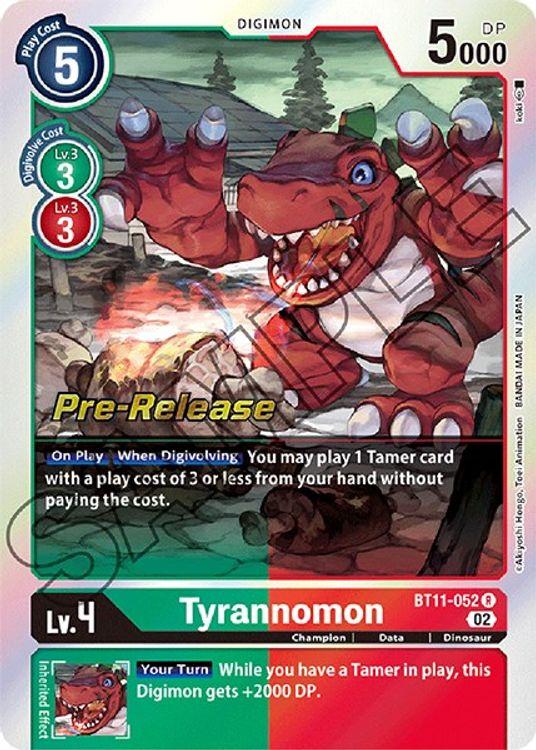 DIGIMON
Play Cost
5
5000
DP
Digivolve Cost
Lv.3
3
Lv.3
3
koki
Pre-Release
SAMPLE
On Play When Digivolving You may play 1 Tamer card
with a play cost of 3 or less from your hand without
paying the cost.
©Akiyoshi Hongo, Toei Animation BANDAI MADE IN JAPAN
BT11-052 R
Lv.4
Tyrannomon
02
Champion | Data | Dinosaur
Inherited Effect
Your Turn While you have a Tamer in play, this
Digimon gets +2000 DP.